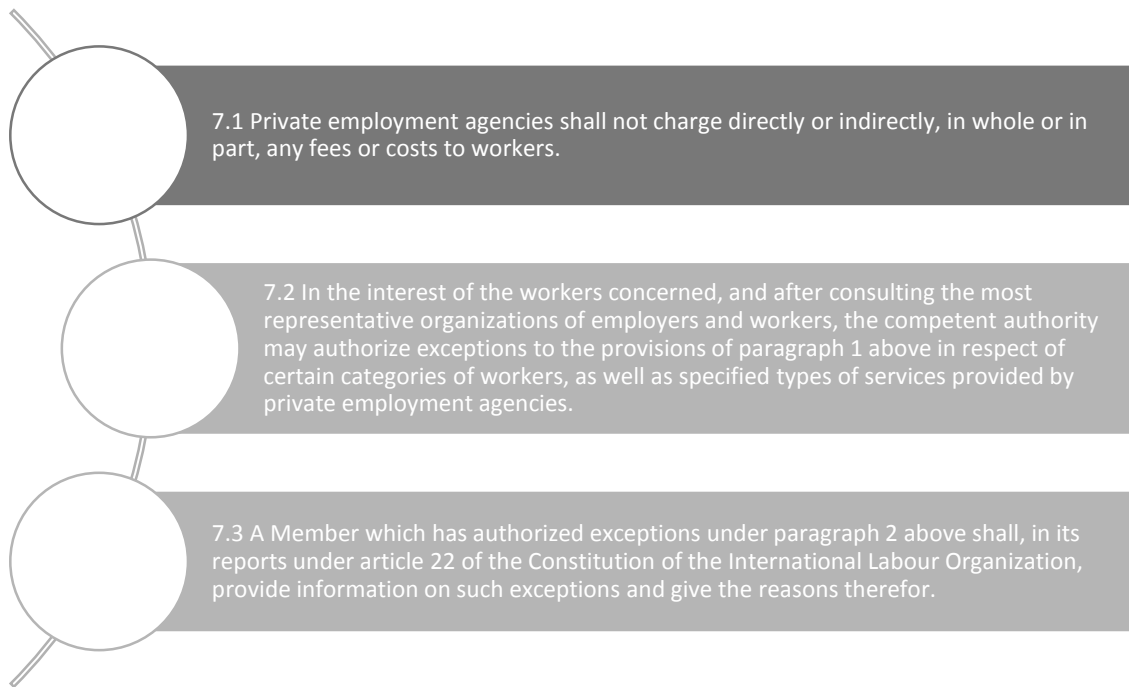 7.1 Private employment agencies shall not charge directly or indirectly, in whole or in
part, any fees or costs to workers.
7.2 In the interest of the workers concerned, and after consulting the most
representative organizations of employers and workers, the competent authority
may authorize exceptions to the provisions of paragraph 1 above in respect of
certain categories of workers, as well as specified types of services provided by
private employment agencies.
7.3 A Member which has authorized exceptions under paragraph 2 above shall, in its
reports under article 22 of the Constitution of the International Labour Organization,
provide information on such exceptions and give the reasons therefor.